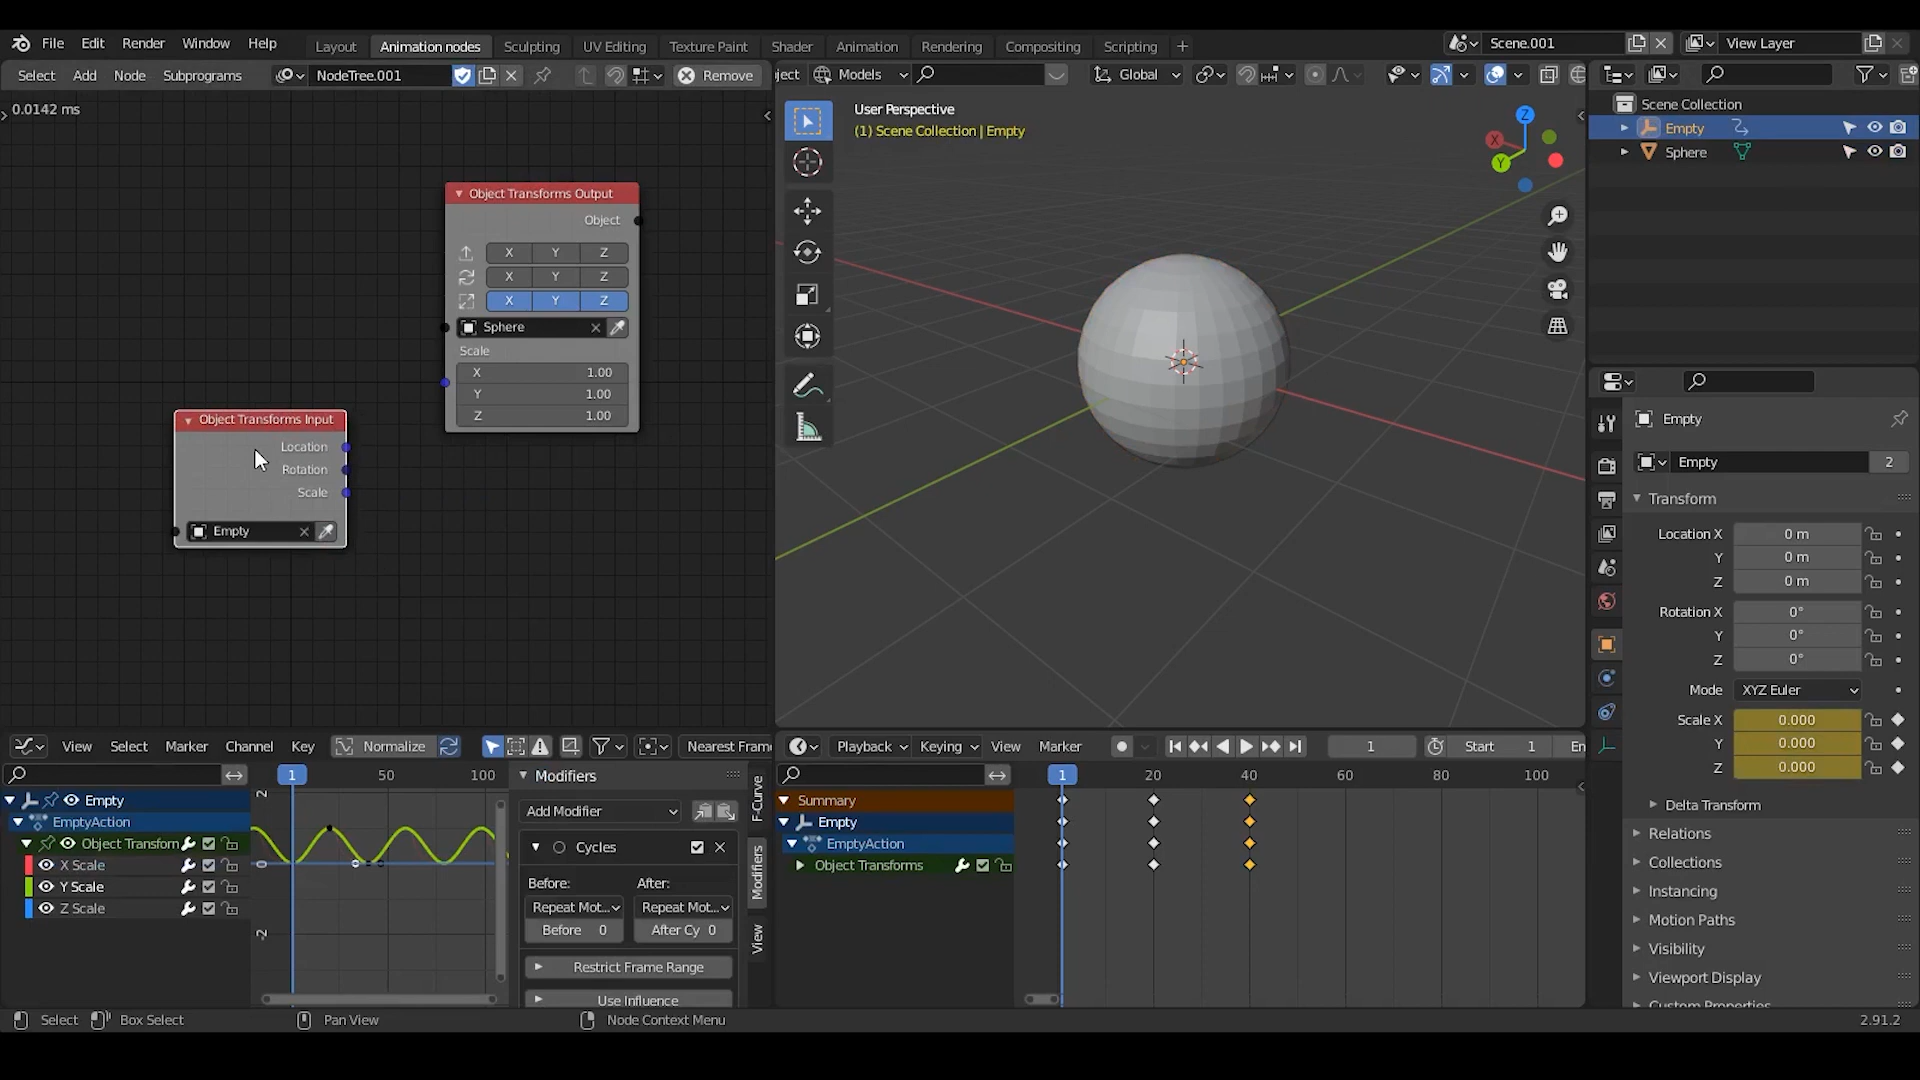 File Edit Render Window Help Layout Animation nodes Sculpting UV Editing Texture Paint Shader Animation Rendering Compositing Scripting + Scene.001 View Layer
Select Add Node Subprograms NodeTree.001 Remove
0.0142 ms
Object Transforms Output
Object
X Y Z
X Y Z
X Y Z
Sphere
Scale
X 1.00
Y 1.00
Z 1.00
Object Transforms Input
Location
Rotation
Scale
Empty
ject Models Global
User Perspective
(1) Scene Collection | Empty
Z
X
Y
Scene Collection
Empty
Sphere
Empty
Empty 2
Transform
Location X 0 m
Y 0 m
Z 0 m
Rotation X 0°
Y 0°
Z 0°
Mode XYZ Euler
Scale X 0.000
Y 0.000
Z 0.000
Delta Transform
Relations
Collections
Instancing
Motion Paths
Visibility
Viewport Display
Custom Properties
View Select Marker Channel Key Normalize Nearest Fram
1 50 100
Empty
EmptyAction
Object Transform
X Scale
Y Scale
Z Scale
2
0
-2
Modifiers
Add Modifier
Cycles
Before: After:
Repeat Mot... Repeat Mot...
Before 0 After Cy 0
Restrict Frame Range
Use Influence
F-Curve
Modifiers
View
Playback Keying View Marker 1 Start 1 En
1 20 40 60 80 100
Summary
Empty
EmptyAction
Object Transforms
Select Box Select Pan View Node Context Menu 2.91.2